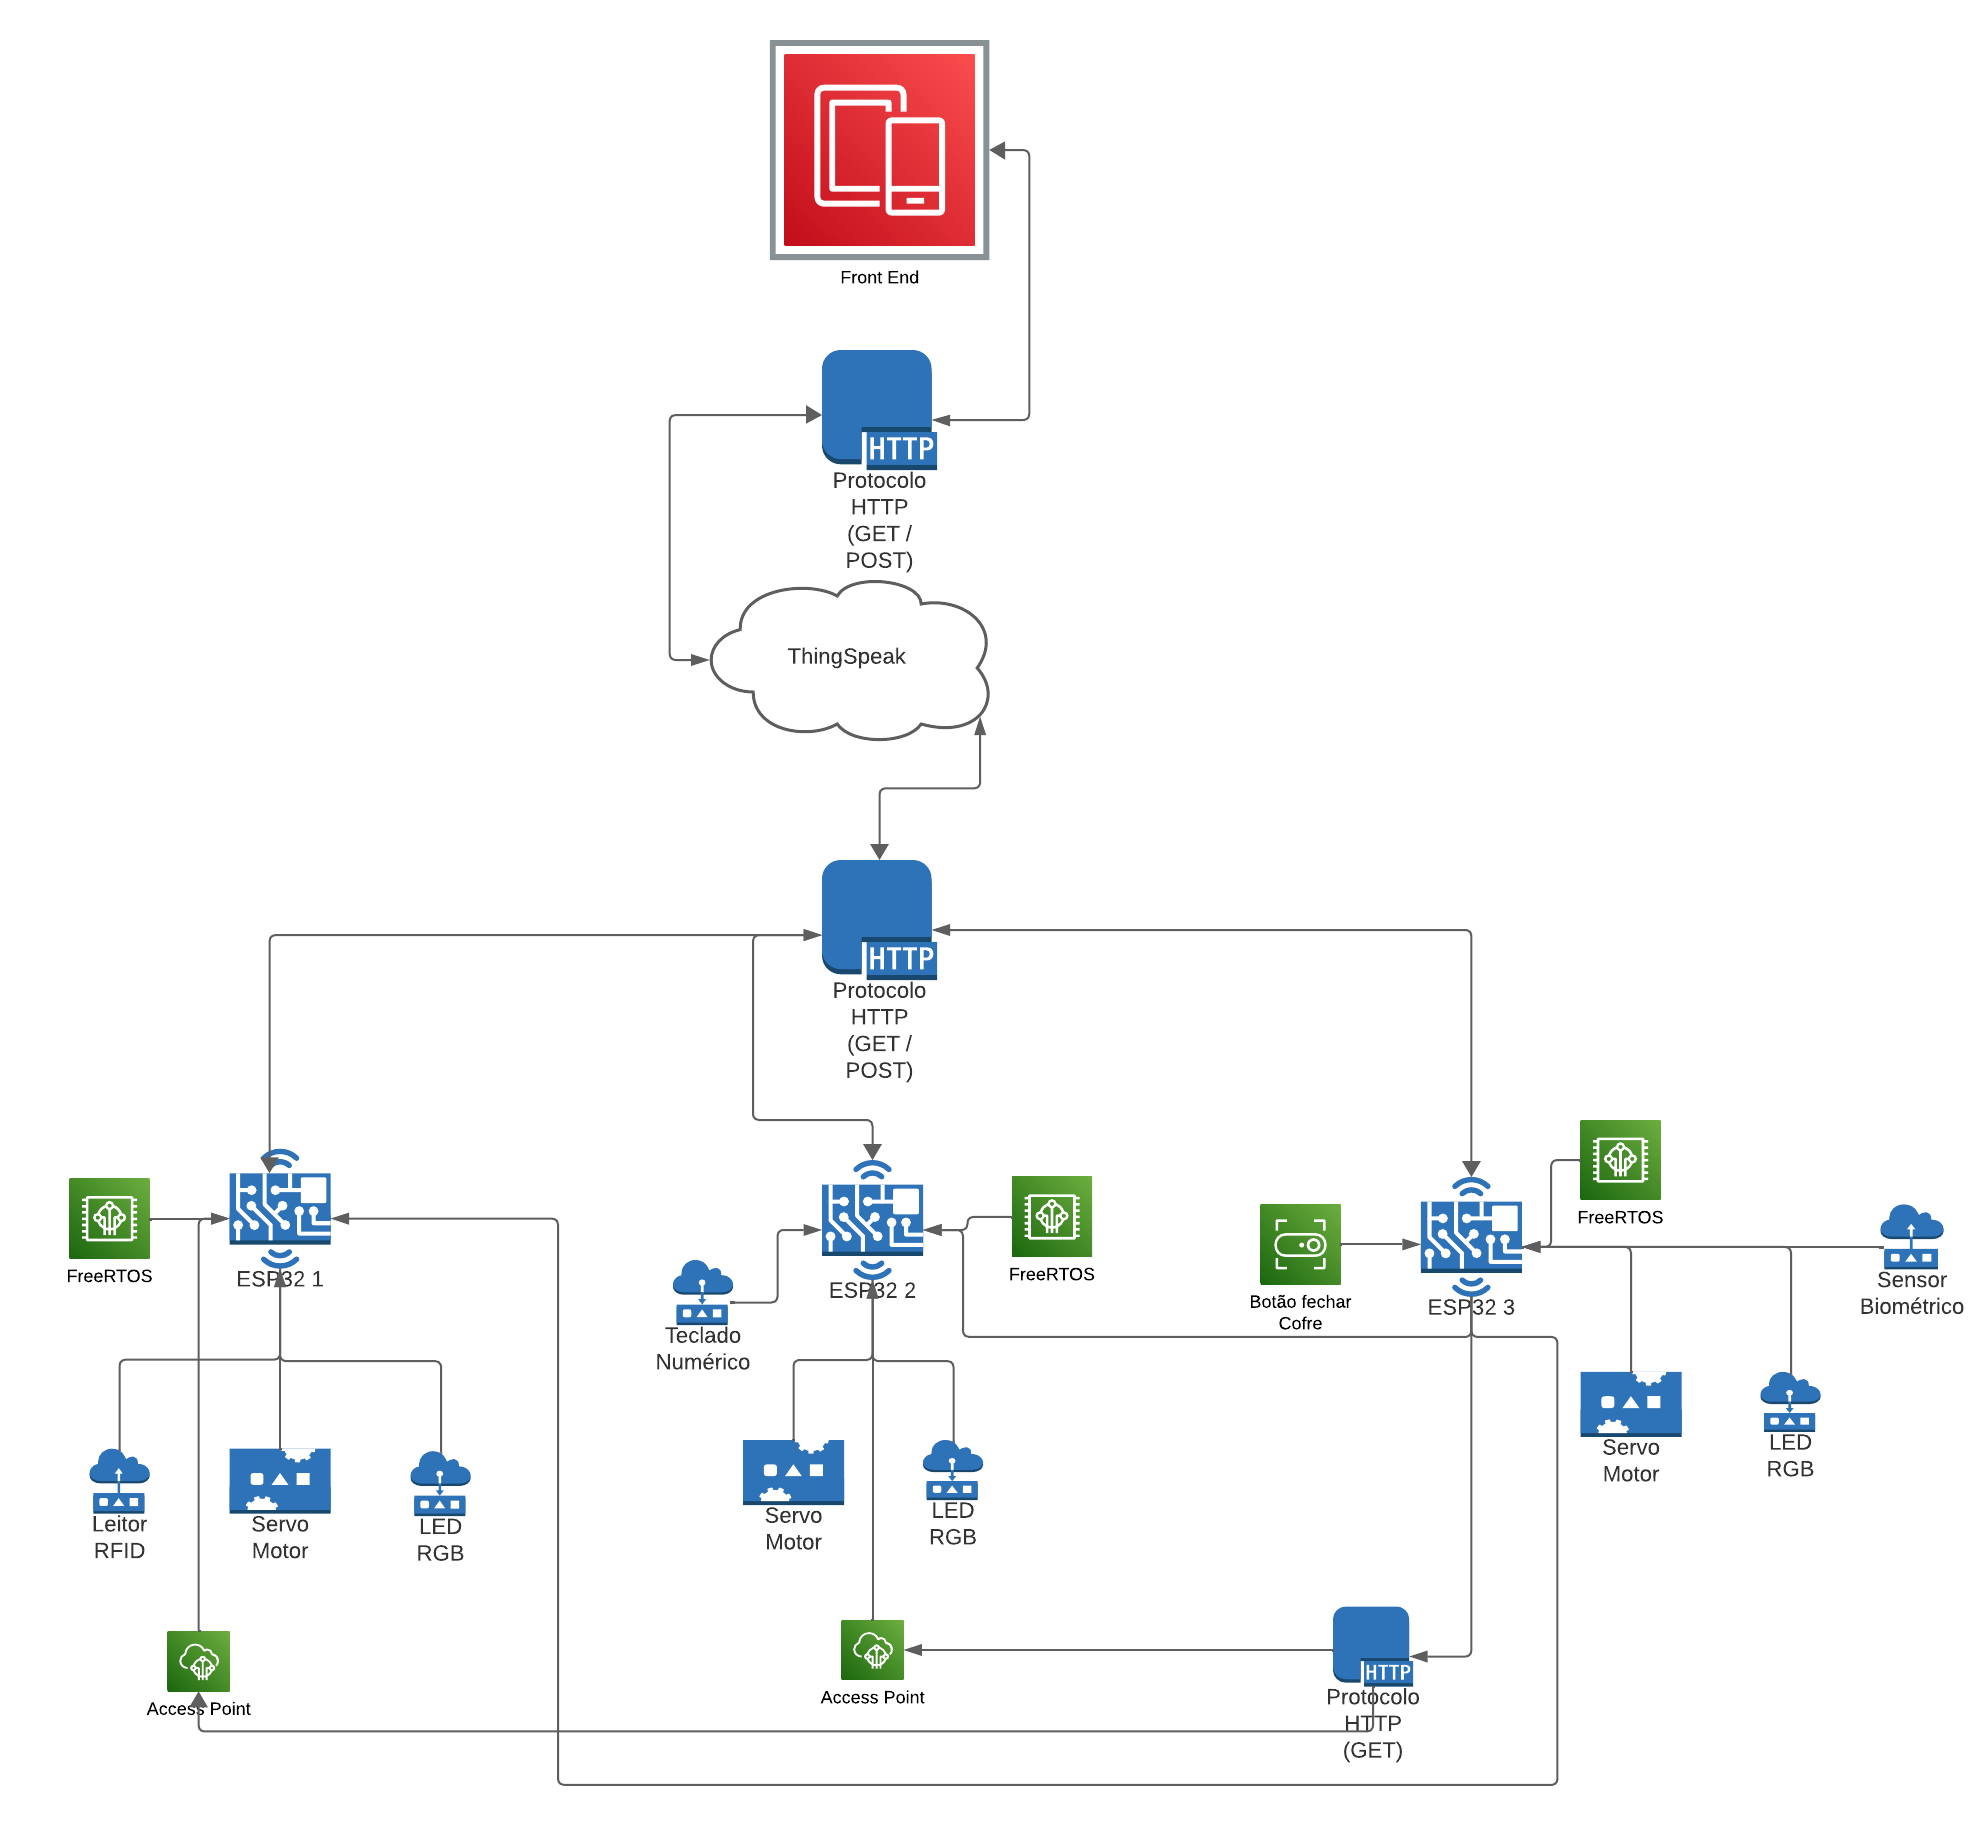 Front End
HTTP
Protocolo
HTTP
(GET /
POST)
ThingSpeak
HTTP
Protocolo
HTTP
(GET /
POST)
FreeRTOS
ESP32 1
Leitor
RFID
Servo
Motor
LED
RGB
Access Point
Teclado
Numérico
ESP32 2
FreeRTOS
Servo
Motor
LED
RGB
Access Point
Botão fechar
Cofre
ESP32 3
FreeRTOS
Sensor
Biométrico
Servo
Motor
LED
RGB
HTTP
Protocolo
HTTP
(GET)